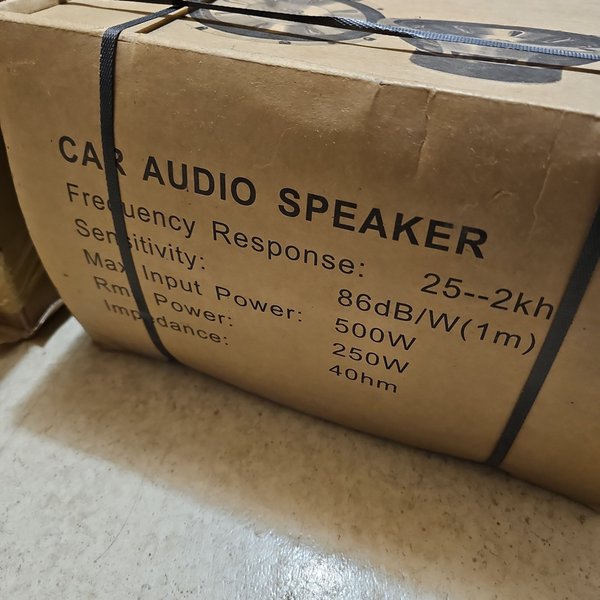 CAR AUDIO SPEAKER
Frequency Response: 25--2kh
Sensitivity: 86dB/W(1m)
Max Input Power: 500W
Rms Power: 250W
Impedance: 4Ohm